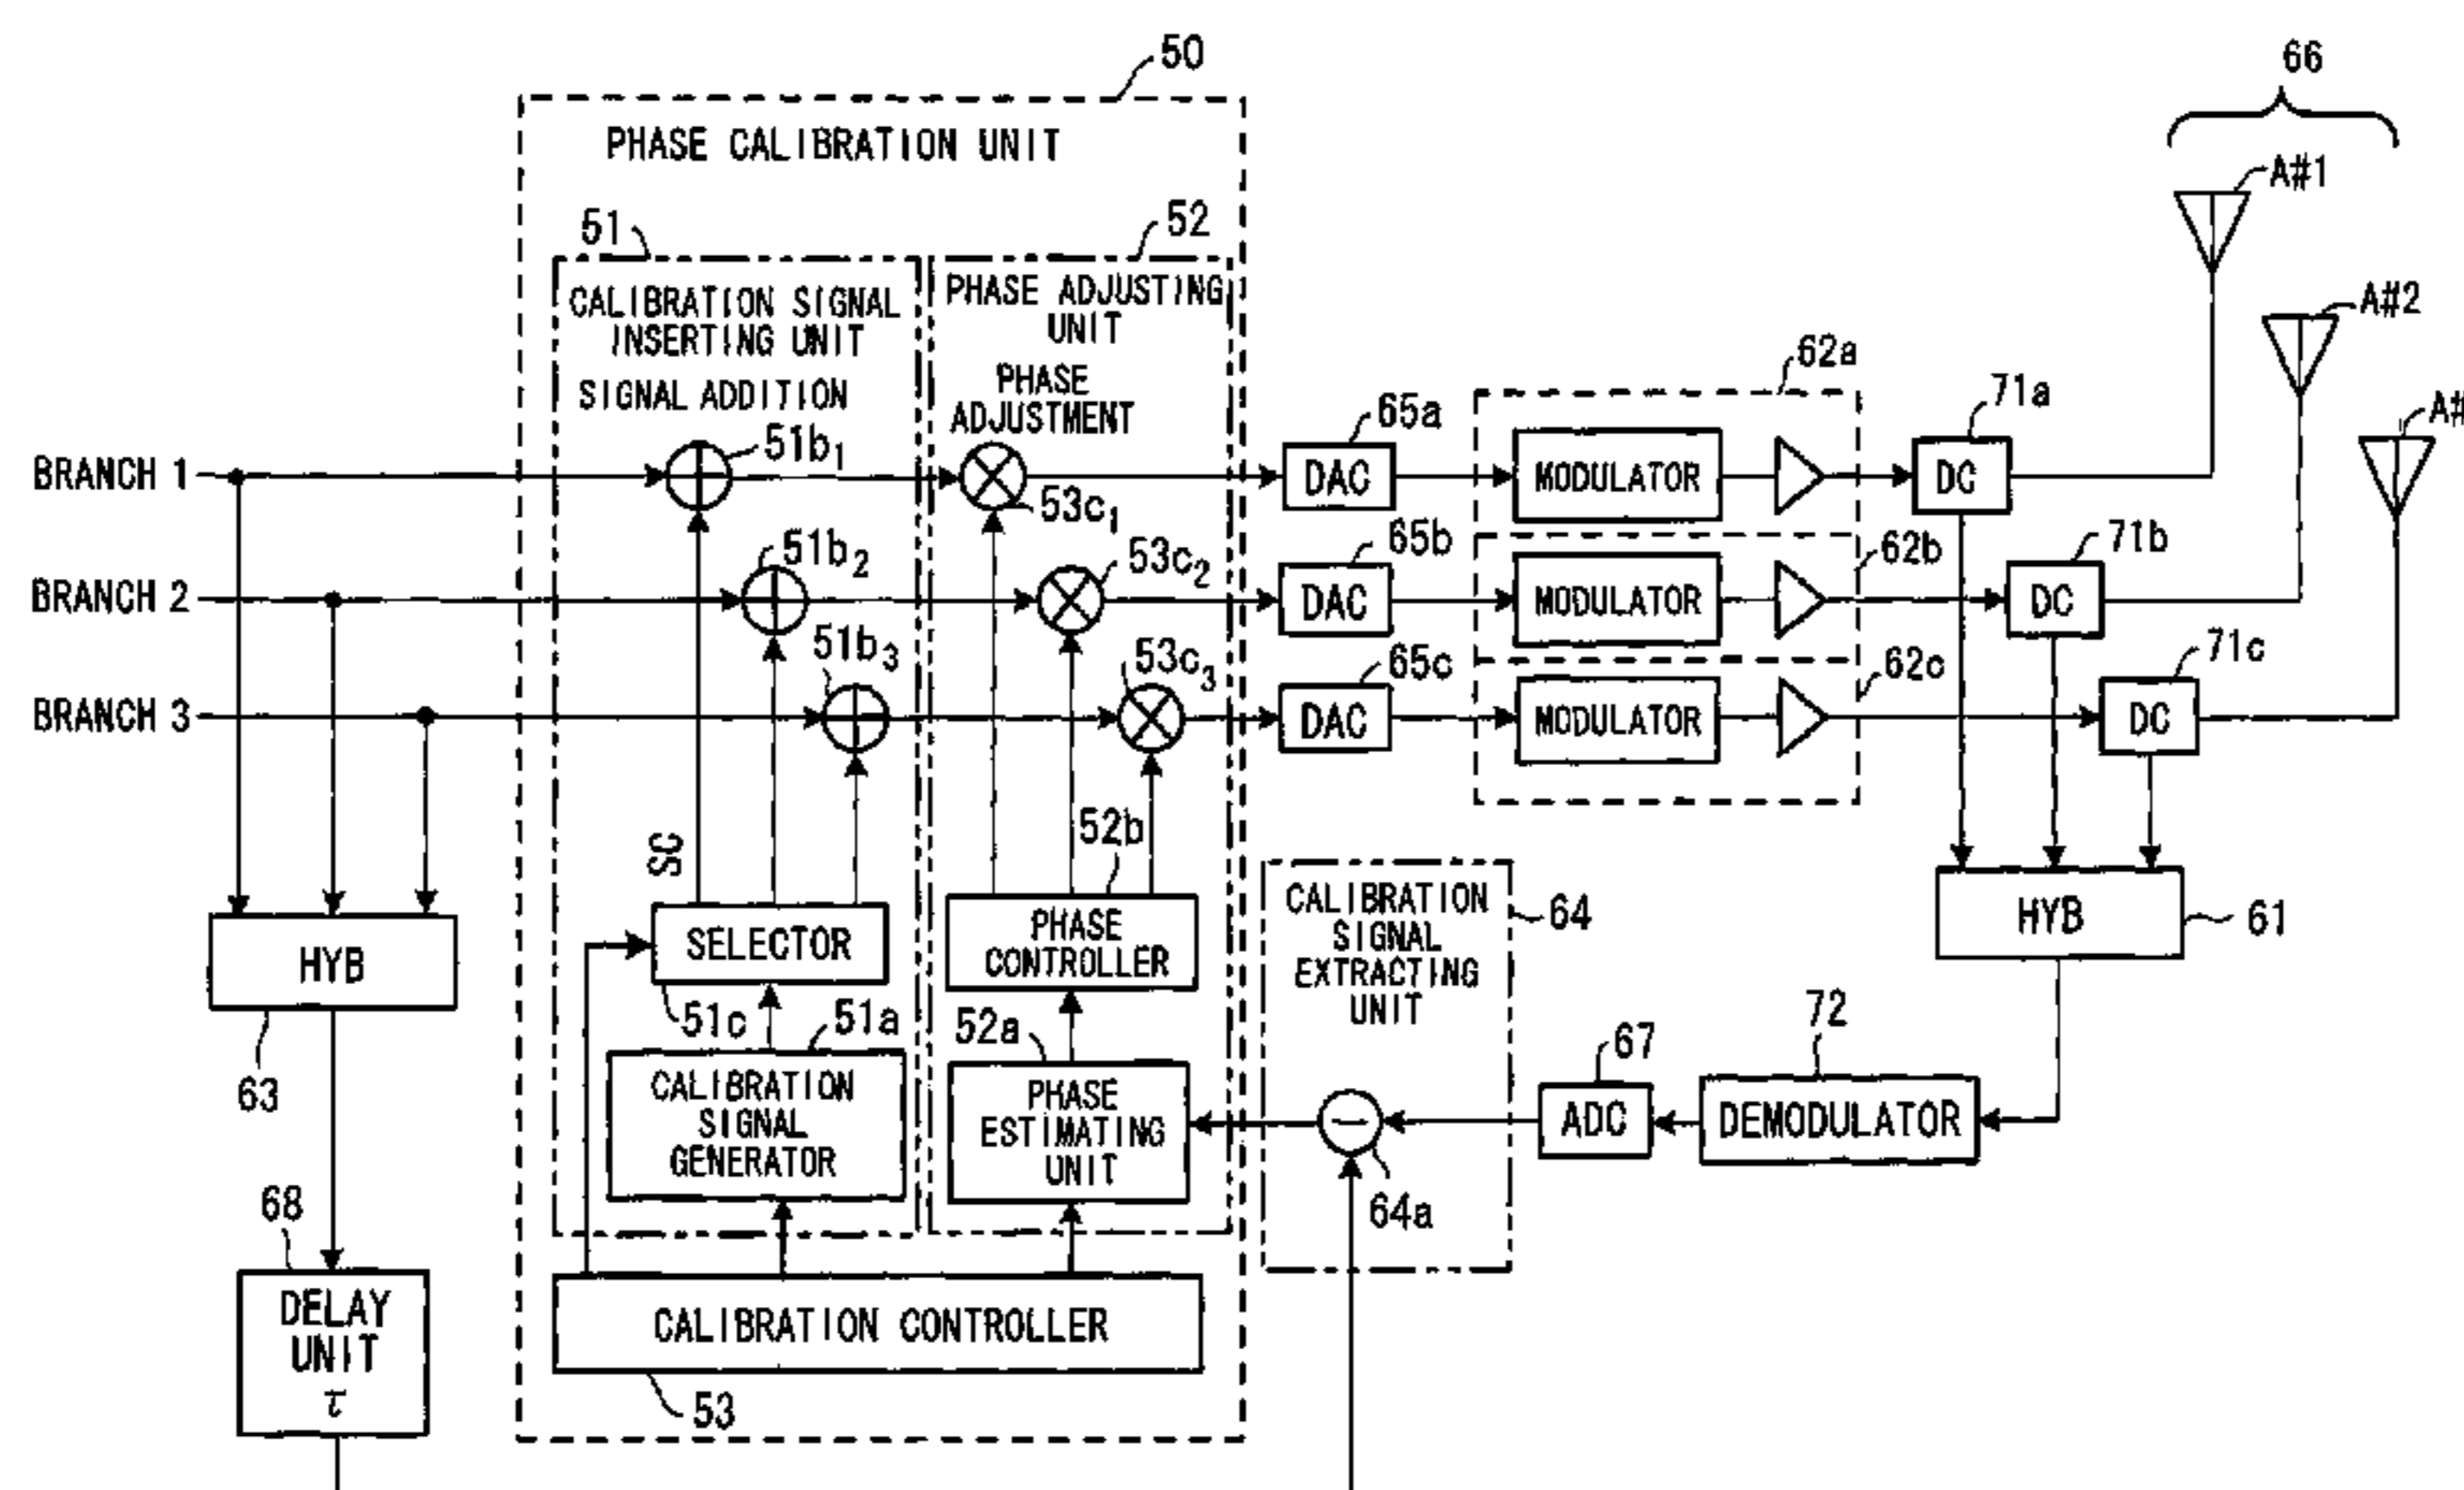 50
66
PHASE CALIBRATION UNIT
A#1
51
52
CALIBRATION SIGNAL
INSERTING UNIT
PHASE ADJUSTING
UNIT
A#2
SIGNAL ADDITION
PHASE
ADJUSTMENT
62a
71a
A#
65a
BRANCH 1
51b1
53c1
DAC
MODULATOR
DC
BRANCH 2
51b2
53c2
65b
DAC
MODULATOR
62b
71b
DC
BRANCH 3
51b3
53c3
65c
DAC
MODULATOR
62c
71c
DC
SC
52b
HYB
63
SELECTOR
51c
PHASE
CONTROLLER
CALIBRATION
SIGNAL
EXTRACTING
UNIT
64
HYB
61
51a
CALIBRATION
SIGNAL
GENERATOR
52a
PHASE
ESTIMATING
UNIT
64a
67
ADC
72
DEMODULATOR
68
DELAY
UNIT
τ
CALIBRATION CONTROLLER
53